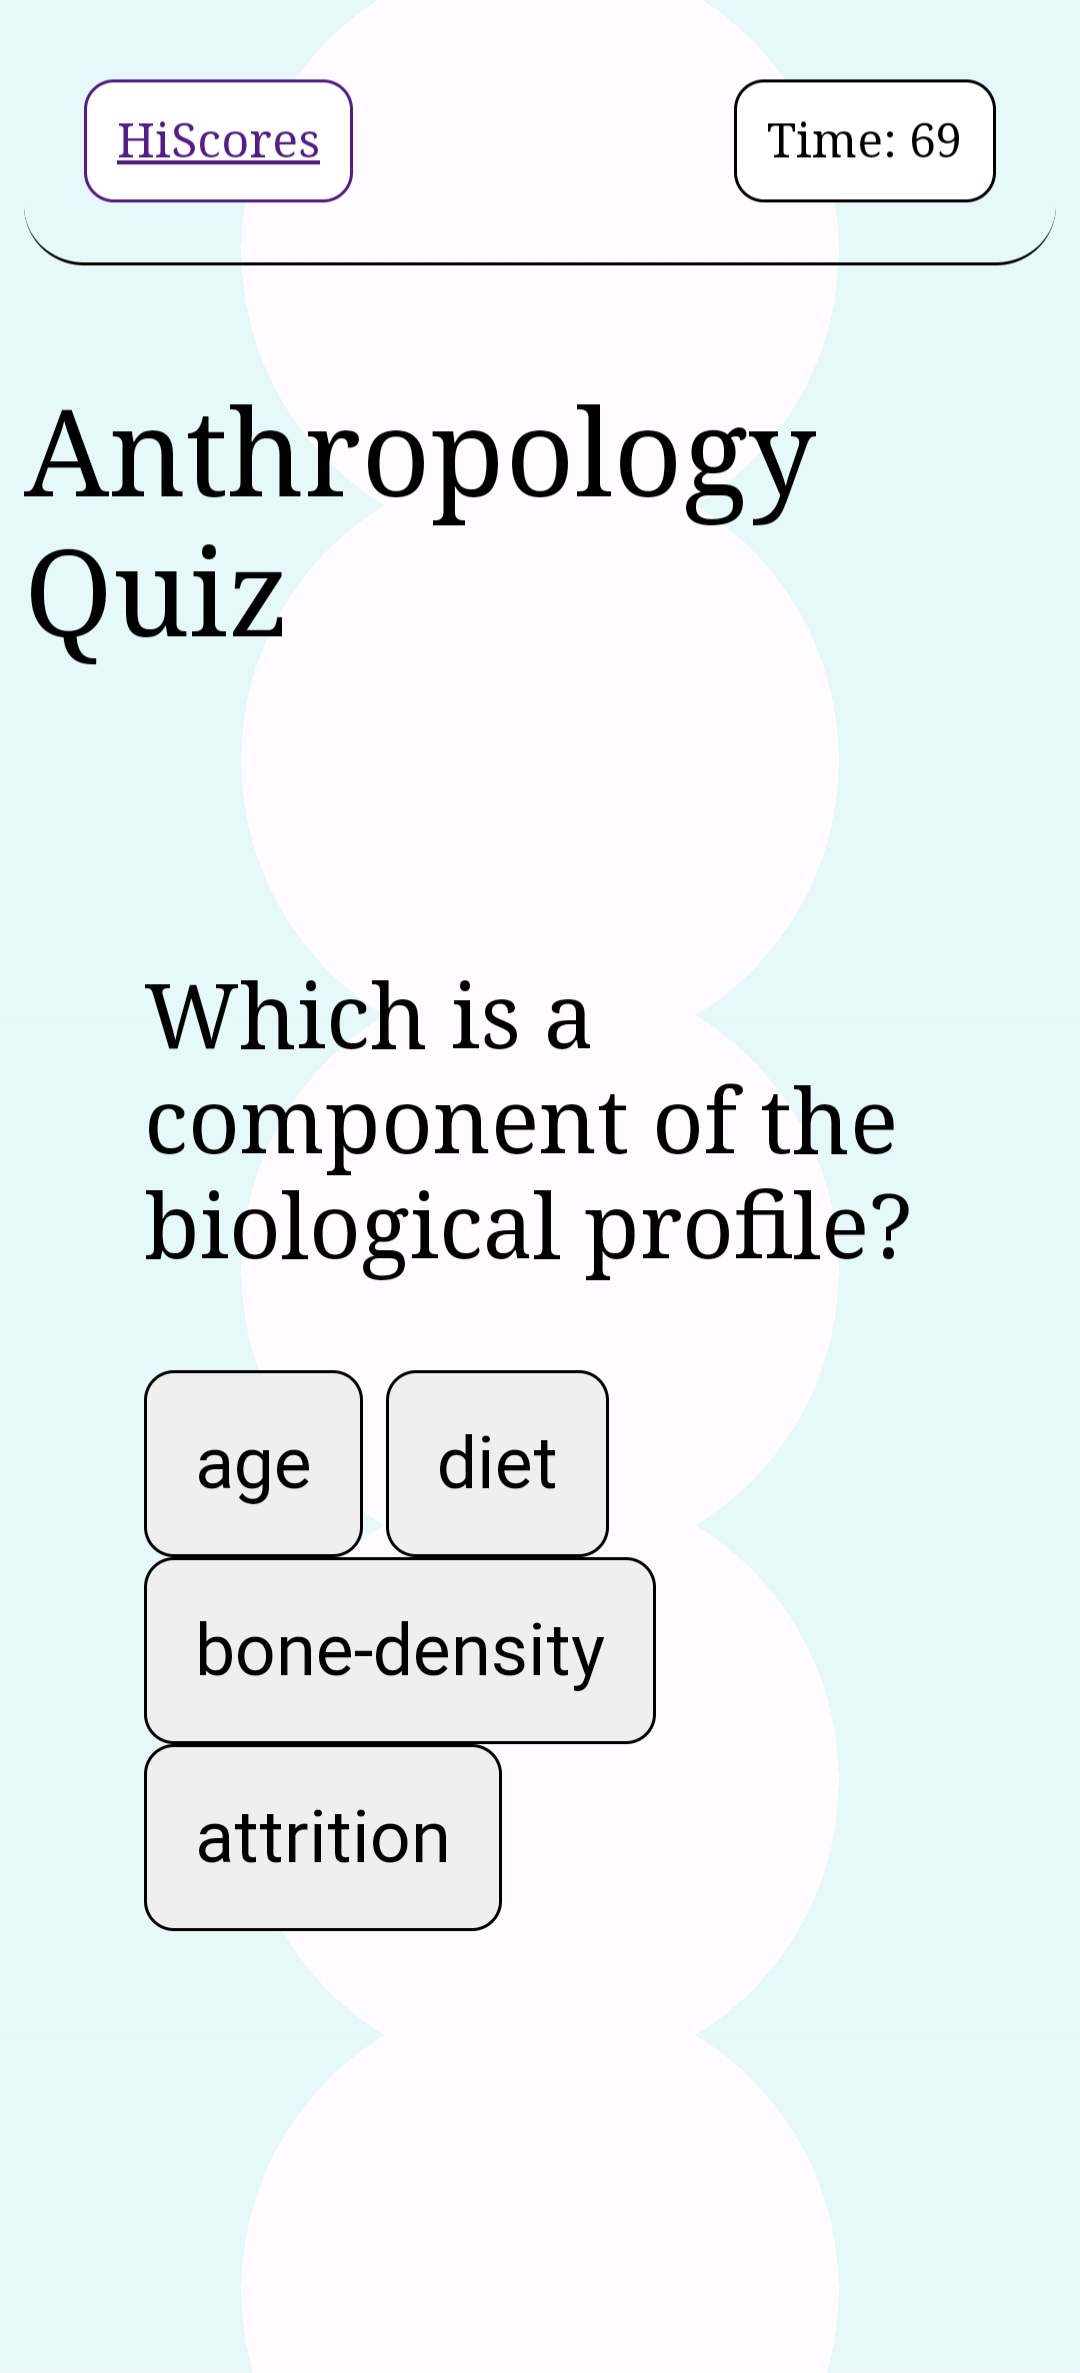 HiScores
Time: 69
Anthropology
Quiz
Which is a
component of the
biological profile?
age
diet
bone-density
attrition